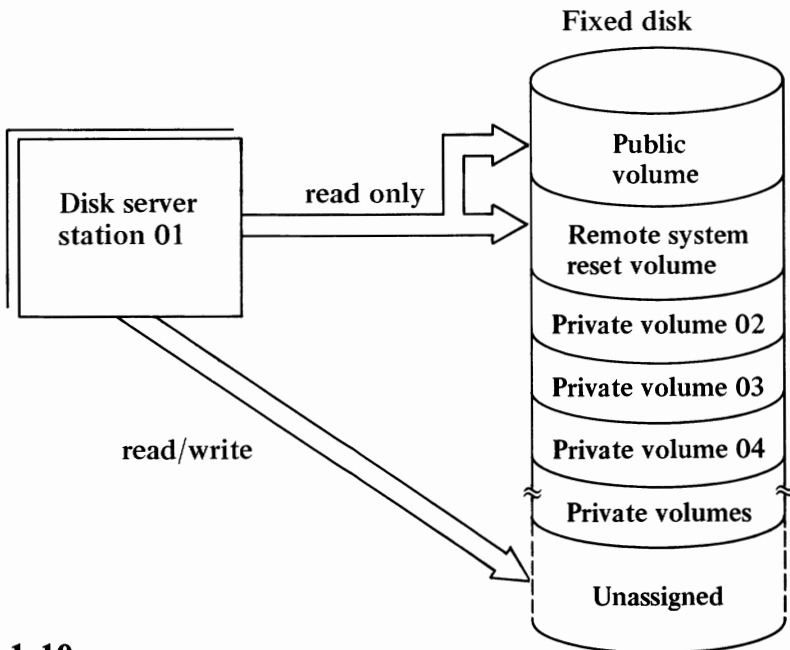 Fixed disk
Public
volume
Disk server
station 01
read only
Remote system
reset volume
Private volume 02
Private volume 03
Private volume 04
read/write
Private volumes
Unassigned